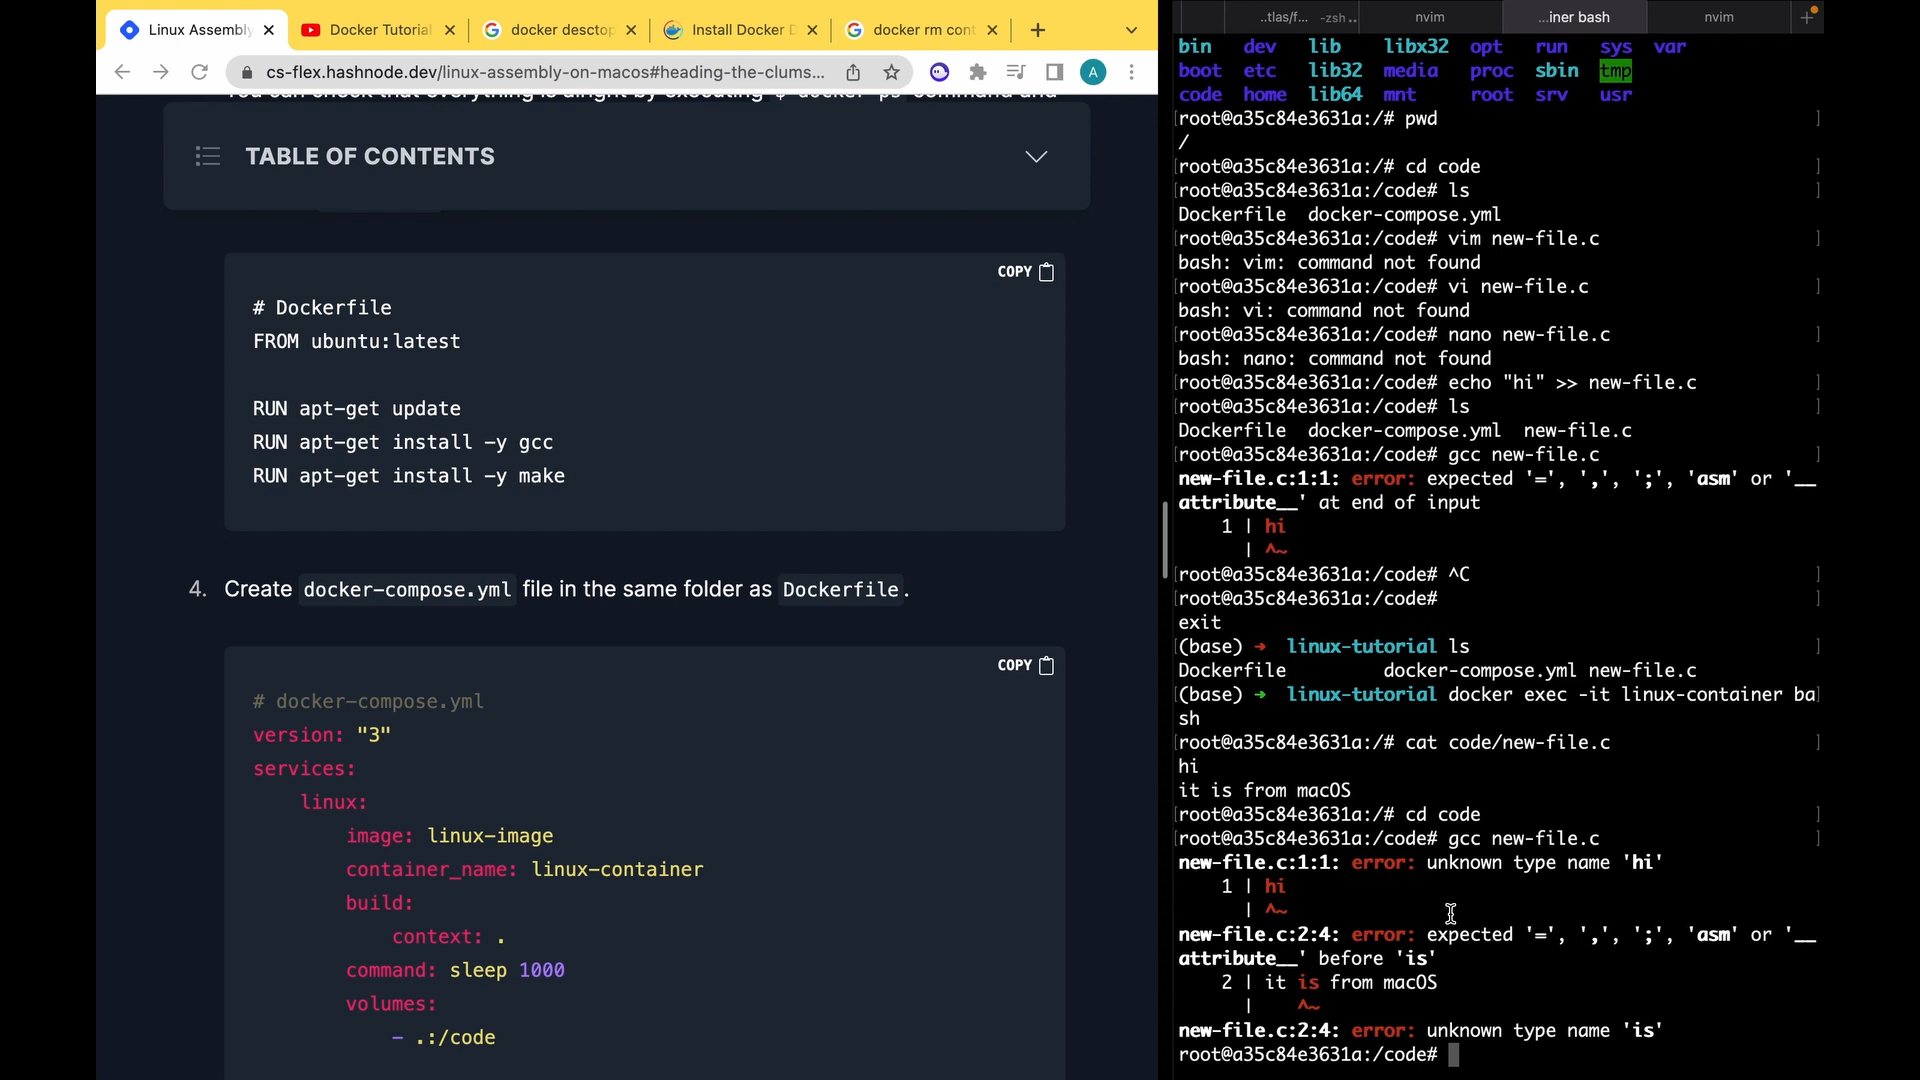 Linux Assembly
Docker Tutorial
docker desctop
Install Docker D
docker rm cont
cs-flex.hashnode.dev/linux-assembly-on-macos#heading-the-clums...
A
You can check that everything is alright by executing $ docker ps command and
TABLE OF CONTENTS
COPY
# Dockerfile
FROM ubuntu:latest
RUN apt-get update
RUN apt-get install -y gcc
RUN apt-get install -y make
4. Create docker-compose.yml file in the same folder as Dockerfile.
COPY
# docker-compose.yml
version: "3"
services:
linux:
image: linux-image
container_name: linux-container
build:
context: .
command: sleep 1000
volumes:
- .:/code
..tlas/f... -zsh ..
nvim
...iner bash
nvim
bin dev lib libx32 opt run sys var
boot etc lib32 media proc sbin tmp
code home lib64 mnt root srv usr
[root@a35c84e3631a:/# pwd ]
/
[root@a35c84e3631a:/# cd code ]
[root@a35c84e3631a:/code# ls ]
Dockerfile docker-compose.yml
[root@a35c84e3631a:/code# vim new-file.c ]
bash: vim: command not found
[root@a35c84e3631a:/code# vi new-file.c ]
bash: vi: command not found
[root@a35c84e3631a:/code# nano new-file.c ]
bash: nano: command not found
[root@a35c84e3631a:/code# echo "hi" >> new-file.c ]
[root@a35c84e3631a:/code# ls ]
Dockerfile docker-compose.yml new-file.c
[root@a35c84e3631a:/code# gcc new-file.c ]
new-file.c:1:1: error: expected '=', ',', ';', 'asm' or '__
attribute__' at end of input
1 | hi
| ^~
[root@a35c84e3631a:/code# ^C ]
[root@a35c84e3631a:/code# ]
exit
[(base) ➜ linux-tutorial ls ]
Dockerfile docker-compose.yml new-file.c
[(base) ➜ linux-tutorial docker exec -it linux-container ba]
sh
[root@a35c84e3631a:/# cat code/new-file.c ]
hi
it is from macOS
[root@a35c84e3631a:/# cd code ]
[root@a35c84e3631a:/code# gcc new-file.c ]
new-file.c:1:1: error: unknown type name 'hi'
1 | hi
| ^~
new-file.c:2:4: error: expected '=', ',', ';', 'asm' or '__
attribute__' before 'is'
2 | it is from macOS
| ^~
new-file.c:2:4: error: unknown type name 'is'
root@a35c84e3631a:/code#